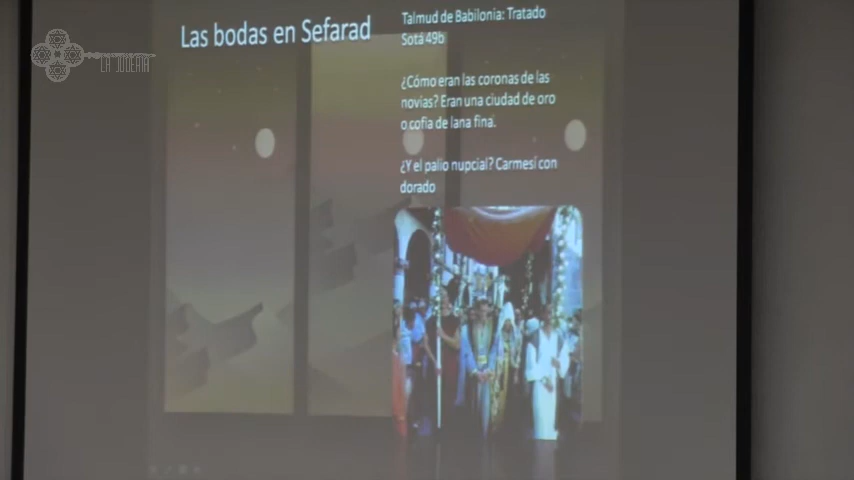 LA JUDERIA
Las bodas en Sefarad
Talmud de Babilonia: Tratado
Sotá 49b
¿Cómo eran las coronas de las
novias? Eran una ciudad de oro
o cofia de lana fina.
¿Y el palio nupcial? Carmesí con
dorado